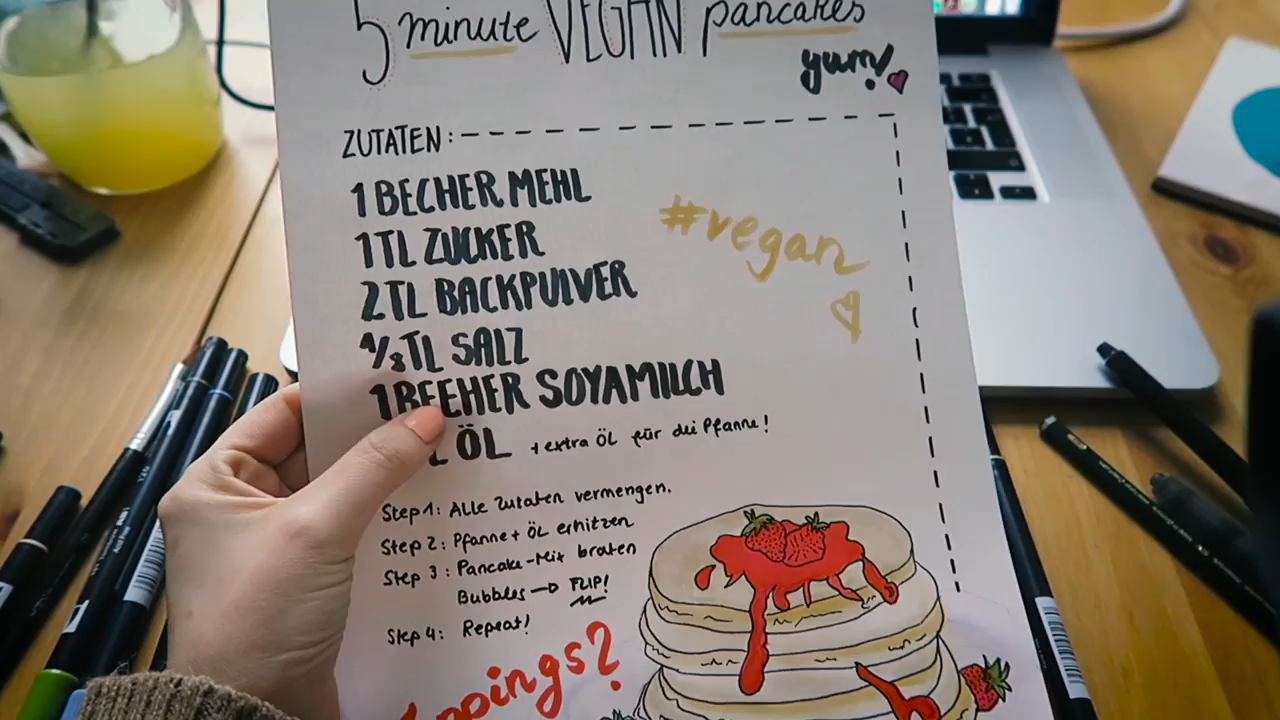 5 minute VEGAN pancakes
yum!
ZUTATEN:
1 BECHER MEHL
1 TL ZUCKER
#vegan
2 TL BACKPULVER
1/8 TL SALZ
1 BEEHER SOYAMILCH
ÖL + extra ÖL für die Pfanne!
Step 1: Alle Zutaten vermengen.
Step 2: Pfanne + ÖL erhitzen
Step 3: Pancake-Mix braten
Bubbles → FLIP!
Step 4: Repeat!